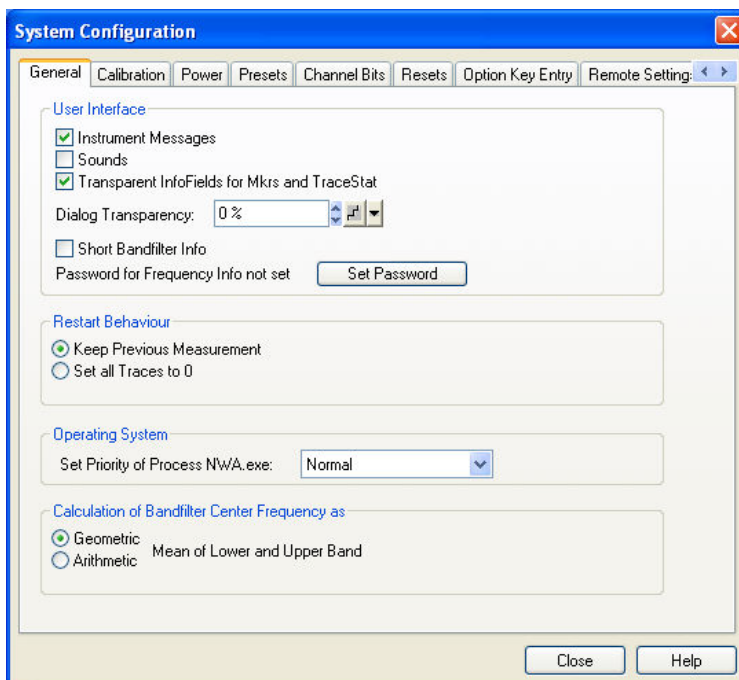 System Configuration
General Calibration Power Presets Channel Bits Resets Option Key Entry Remote Setting
User Interface
Instrument Messages
Sounds
Transparent InfoFields for Mkrs and TraceStat
Dialog Transparency: 0 %
Short Bandfilter Info
Password for Frequency Info not set Set Password
Restart Behaviour
Keep Previous Measurement
Set all Traces to 0
Operating System
Set Priority of Process NWA.exe: Normal
Calculation of Bandfilter Center Frequency as
Geometric
Mean of Lower and Upper Band
Arithmetic
Close Help